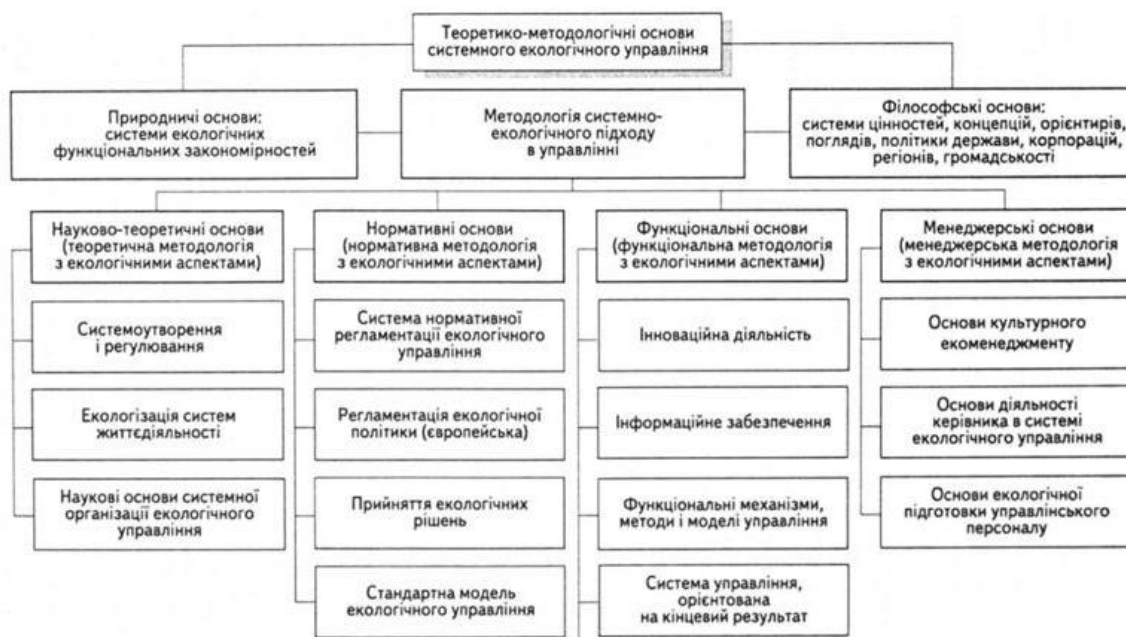 Теоретико-методологічні основи
системного екологічного управління
Природничі основи:
системи екологічних
функціональних закономірностей
Методологія системно-
екологічного підходу
в управлінні
Філософські основи:
системи цінностей, концепцій, орієнтирів,
поглядів, політики держави, корпорацій,
регіонів, громадськості
Науково-теоретичні основи
(теоретична методологія
з екологічними аспектами)
Системоутворення
і регулювання
Екологізація систем
життєдіяльності
Наукові основи системної
організації екологічного
управління
Нормативні основи
(нормативна методологія
з екологічними аспектами)
Система нормативної
регламентації екологічного
управління
Регламентація екологічної
політики (європейська)
Прийняття екологічних
рішень
Стандартна модель
екологічного управління
Функціональні основи
(функціональна методологія
з екологічними аспектами)
Інноваційна діяльність
Інформаційне забезпечення
Функціональні механізми,
методи і моделі управління
Система управління,
орієнтована
на кінцевий результат
Менеджерські основи
(менеджерська методологія
з екологічними аспектами)
Основи культурного
екоменеджменту
Основи діяльності
керівника в системі
екологічного управління
Основи екологічної
підготовки управлінського
персоналу